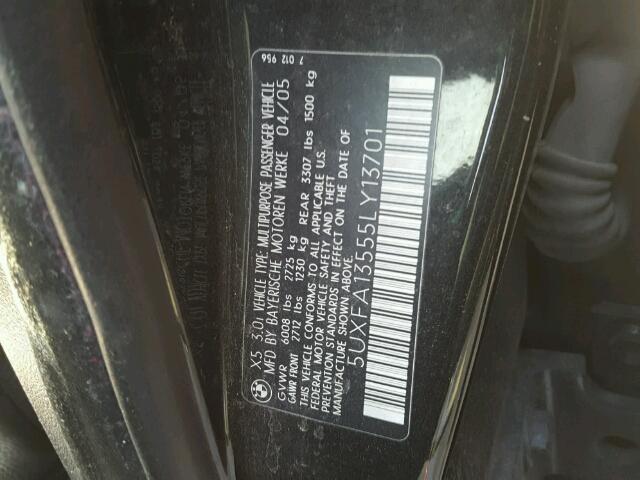 7 012 956
X5 3.0i VEHICLE TYPE: MULTIPURPOSE PASSENGER VEHICLE
MFD BY BAYERISCHE MOTOREN WERKE 04/05
GVWR 6008 lbs 2725 kg
GAWR FRONT 2712 lbs 1230 kg REAR 3307 lbs 1500 kg
THIS VEHICLE CONFORMS TO ALL APPLICABLE U.S.
FEDERAL MOTOR VEHICLE SAFETY AND THEFT
PREVENTION STANDARDS IN EFFECT ON THE DATE OF
MANUFACTURE SHOWN ABOVE.
5UXFA13555LY13701